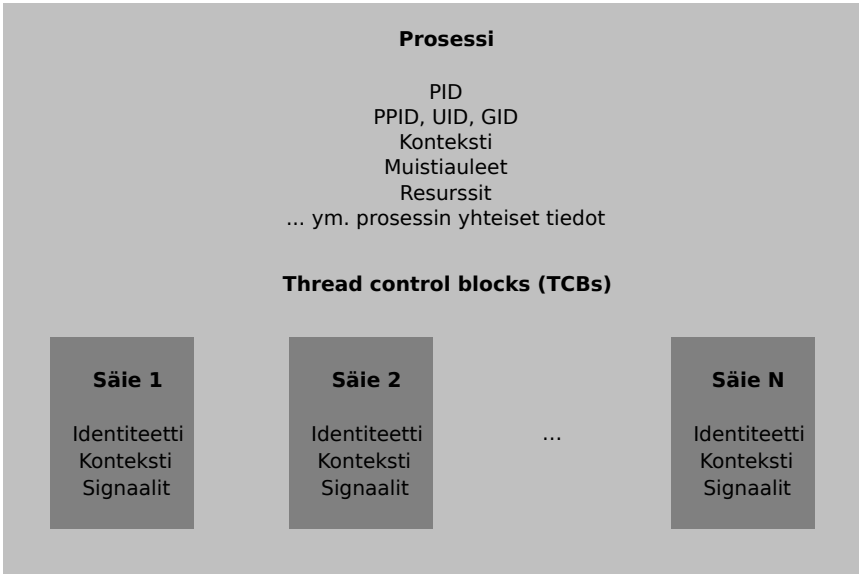 Prosessi
PID
PPID, UID, GID
Konteksti
Muistiauleet
Resurssit
... ym. prosessin yhteiset tiedot
Thread control blocks (TCBs)
Säie 1 Säie 2 Säie N
Identiteetti Identiteetti ... Identiteetti
Konteksti Konteksti Konteksti
Signaalit Signaalit Signaalit